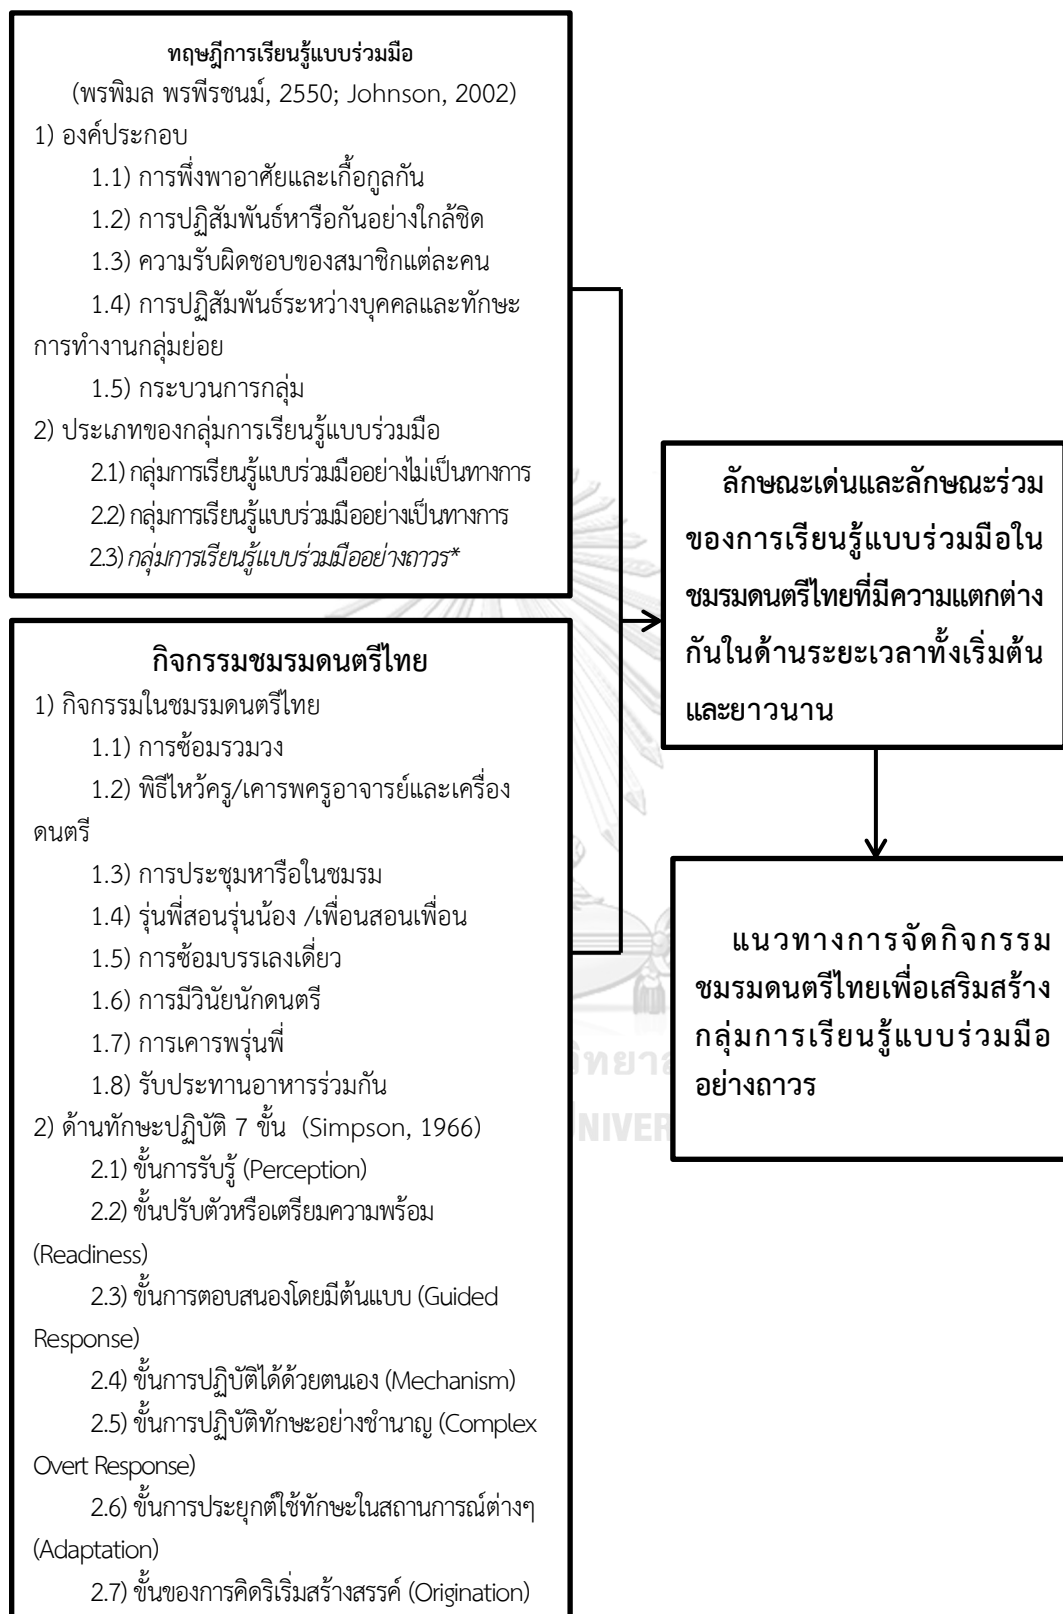 ทฤษฎีการเรียนรู้แบบร่วมมือ
(พรพิมล พรพีรชนม์, 2550; Johnson, 2002)
1) องค์ประกอบ
1.1) การพึ่งพาอาศัยและเกื้อกูลกัน
1.2) การปฏิสัมพันธ์หารือกันอย่างใกล้ชิด
1.3) ความรับผิดชอบของสมาชิกแต่ละคน
1.4) การปฏิสัมพันธ์ระหว่างบุคคลและทักษะ
การทำงานกลุ่มย่อย
1.5) กระบวนการกลุ่ม
2) ประเภทของกลุ่มการเรียนรู้แบบร่วมมือ
2.1) กลุ่มการเรียนรู้แบบร่วมมืออย่างไม่เป็นทางการ
2.2) กลุ่มการเรียนรู้แบบร่วมมืออย่างเป็นทางการ
2.3) กลุ่มการเรียนรู้แบบร่วมมืออย่างถาวร*
กิจกรรมชมรมดนตรีไทย
1) กิจกรรมในชมรมดนตรีไทย
1.1) การซ้อมรวมวง
1.2) พิธีไหว้ครู/เคารพครูอาจารย์และเครื่อง
ดนตรี
1.3) การประชุมหารือในชมรม
1.4) รุ่นพี่สอนรุ่นน้อง /เพื่อนสอนเพื่อน
1.5) การซ้อมบรรเลงเดี่ยว
1.6) การมีวินัยนักดนตรี
1.7) การเคารพรุ่นพี่
1.8) รับประทานอาหารร่วมกัน
2) ด้านทักษะปฏิบัติ 7 ขั้น (Simpson, 1966)
2.1) ขั้นการรับรู้ (Perception)
2.2) ขั้นปรับตัวหรือเตรียมความพร้อม
(Readiness)
2.3) ขั้นการตอบสนองโดยมีต้นแบบ (Guided
Response)
2.4) ขั้นการปฏิบัติได้ด้วยตนเอง (Mechanism)
2.5) ขั้นการปฏิบัติทักษะอย่างชำนาญ (Complex
Overt Response)
2.6) ขั้นการประยุกต์ใช้ทักษะในสถานการณ์ต่างๆ
(Adaptation)
2.7) ขั้นของการคิดริเริ่มสร้างสรรค์ (Origination)
ลักษณะเด่นและลักษณะร่วม
ของการเรียนรู้แบบร่วมมือใน
ชมรมดนตรีไทยที่มีความแตกต่าง
กันในด้านระยะเวลาทั้งเริ่มต้น
และยาวนาน
แนวทางการจัดกิจกรรม
ชมรมดนตรีไทยเพื่อเสริมสร้าง
กลุ่มการเรียนรู้แบบร่วมมือ
อย่างถาวร